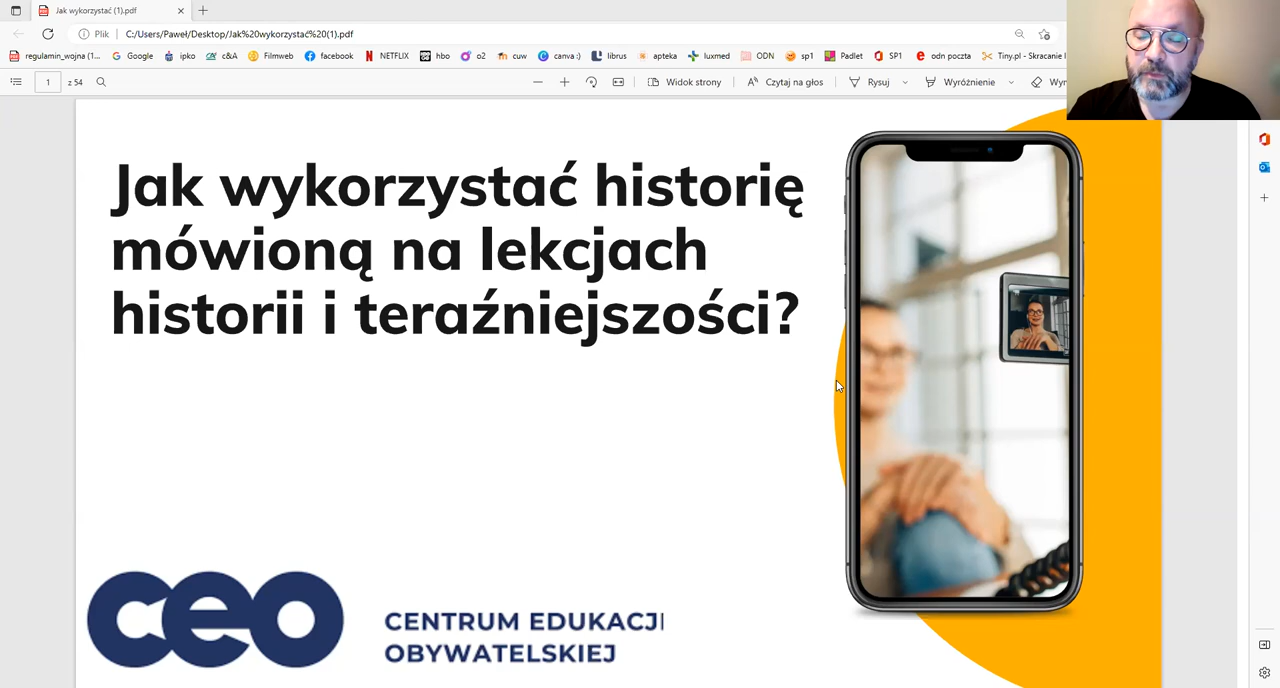 Jak wykorzystać (1).pdf
Plik
C:/Users/Paweł/Desktop/Jak%20wykorzystać%20(1).pdf
regulamin_wojna (1... Google ipko c&A Filmweb facebook NETFLIX hbo o2 cuw canva :) librus apteka luxmed ODN sp1 Padlet SP1 odn poczta Tiny.pl - Skracanie l
1 z 54 Widok strony Czytaj na głos Rysuj Wyróżnienie Wym
Jak wykorzystać historię
mówioną na lekcjach
historii i teraźniejszości?
ceo
CENTRUM EDUKACJI
OBYWATELSKIEJ